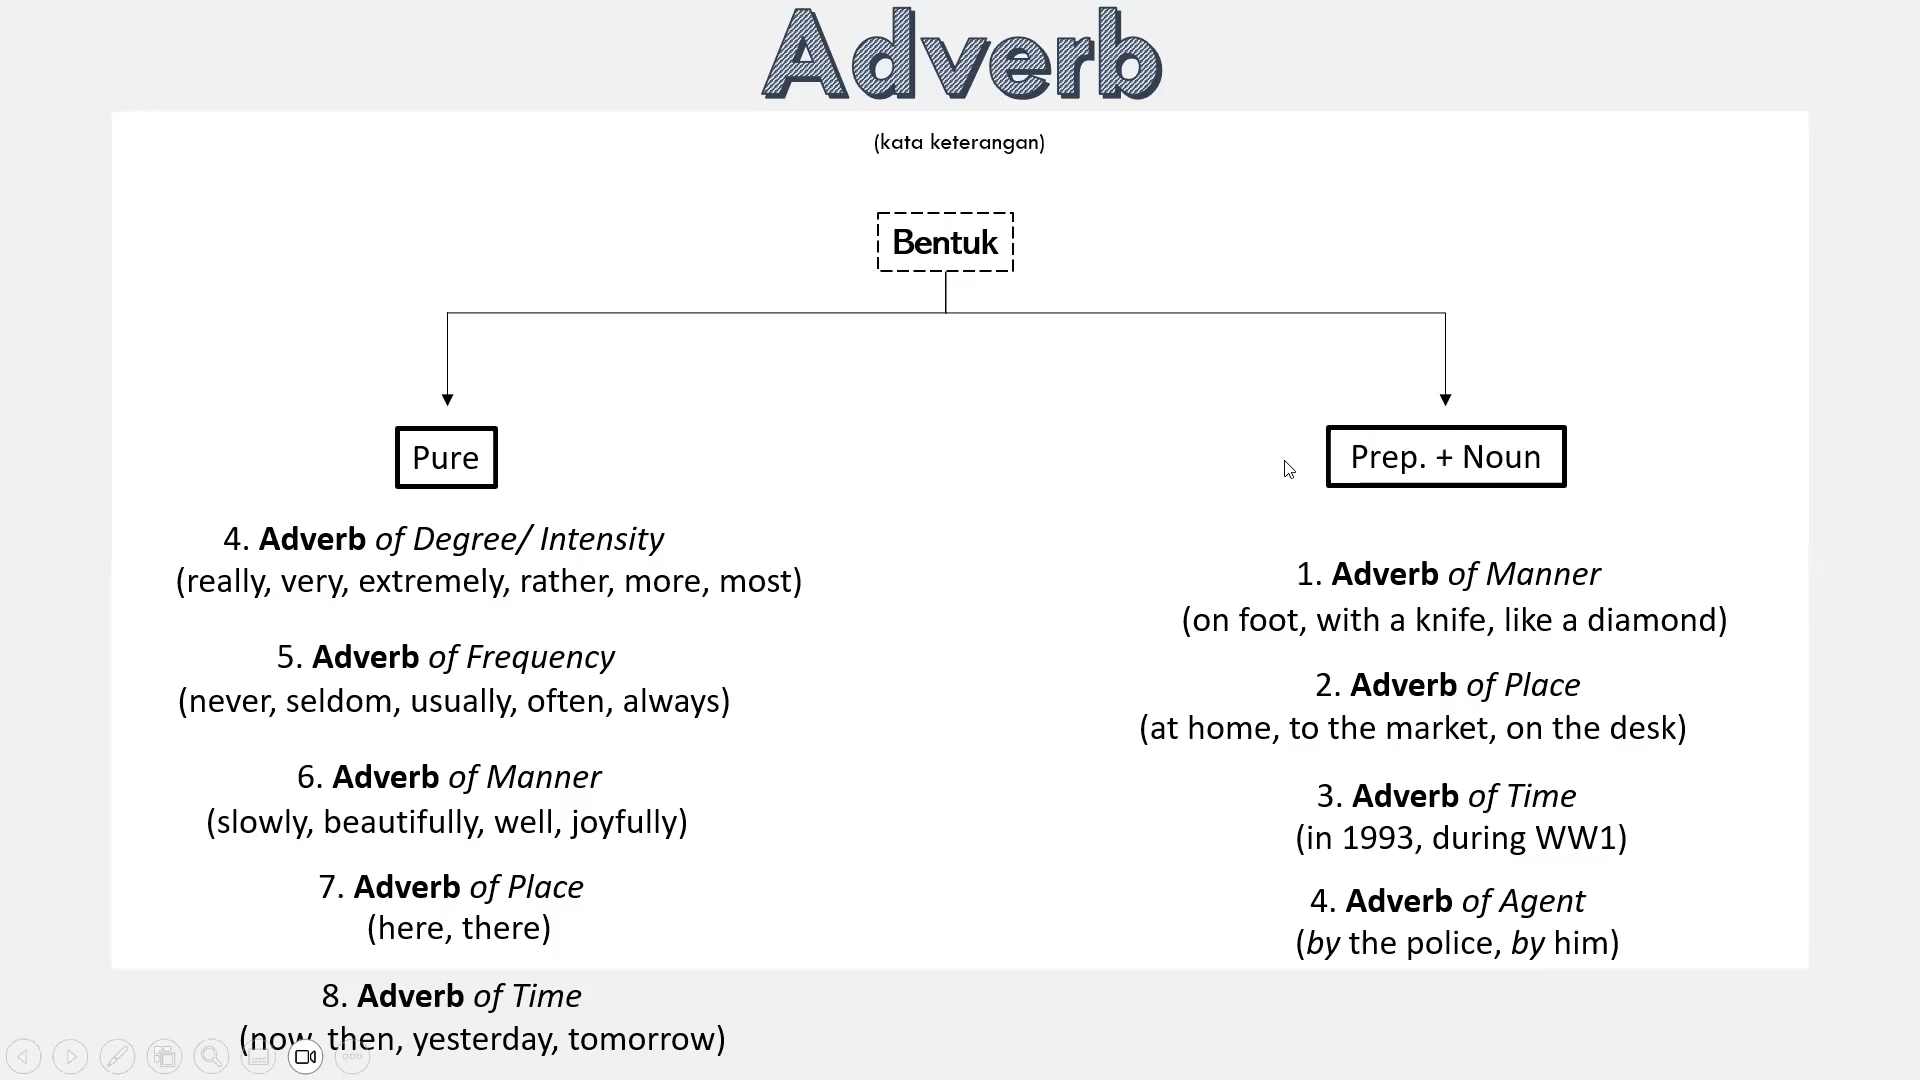 Adverb
(kata keterangan)
Bentuk
Pure
4. Adverb of Degree/ Intensity
(really, very, extremely, rather, more, most)
5. Adverb of Frequency
(never, seldom, usually, often, always)
6. Adverb of Manner
(slowly, beautifully, well, joyfully)
7. Adverb of Place
(here, there)
8. Adverb of Time
(now, then, yesterday, tomorrow)
Prep. + Noun
1. Adverb of Manner
(on foot, with a knife, like a diamond)
2. Adverb of Place
(at home, to the market, on the desk)
3. Adverb of Time
(in 1993, during WW1)
4. Adverb of Agent
(by the police, by him)